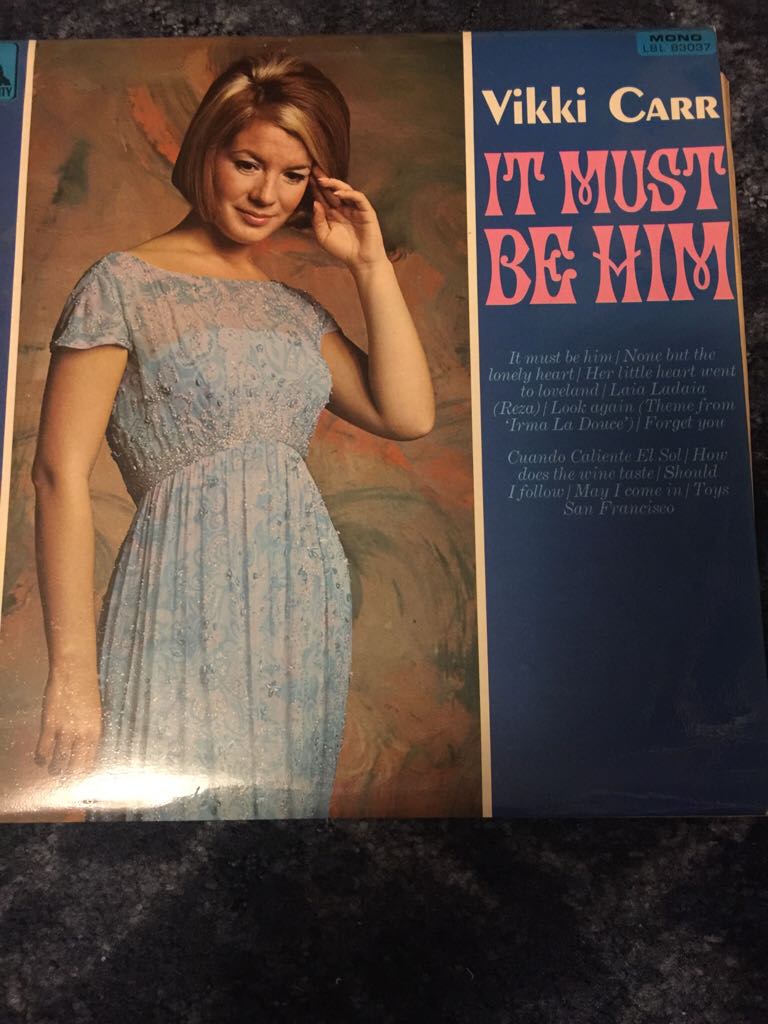 MONO
LBL 83037
TY
Vikki Carr
IT MUST
BE HIM
It must be him | None but the
lonely heart | Her little heart went
to loveland | Laia Ladaia
(Reza) | Look again (Theme from
'Irma La Douce') | Forget you
Cuando Caliente El Sol | How
does the wine taste | Should
I follow | May I come in | Toys
San Francisco